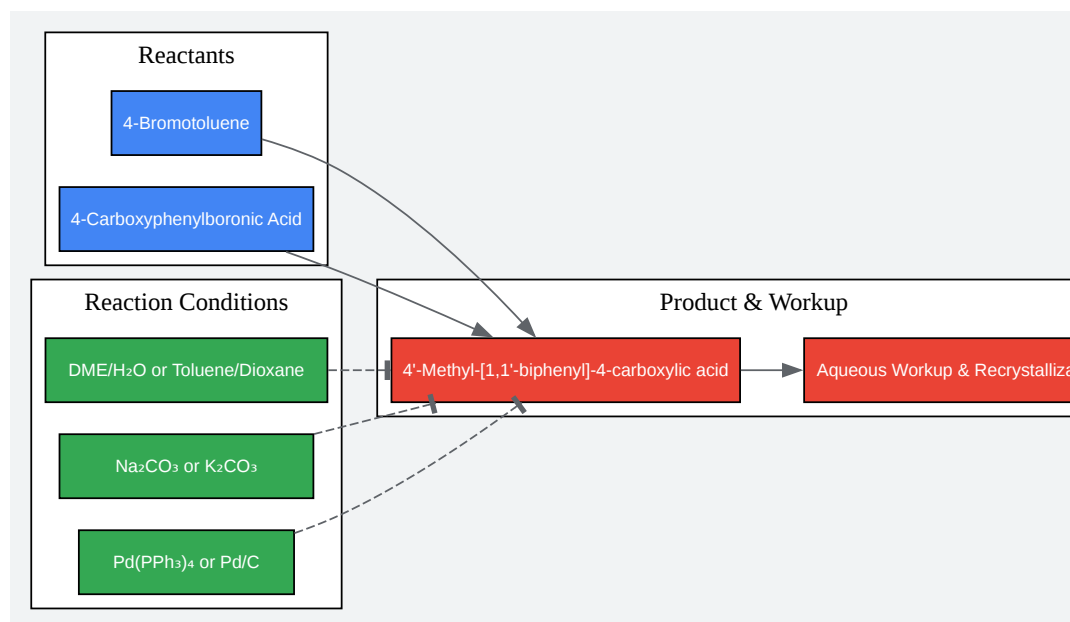 Reactants
4-Bromotoluene
4-Carboxyphenylboronic Acid
Reaction Conditions
DME/H₂O or Toluene/Dioxane
Na₂CO₃ or K₂CO₃
Pd(PPh₃)₄ or Pd/C
Product & Workup
4'-Methyl-[1,1'-biphenyl]-4-carboxylic acid
Aqueous Workup & Recrystalliza